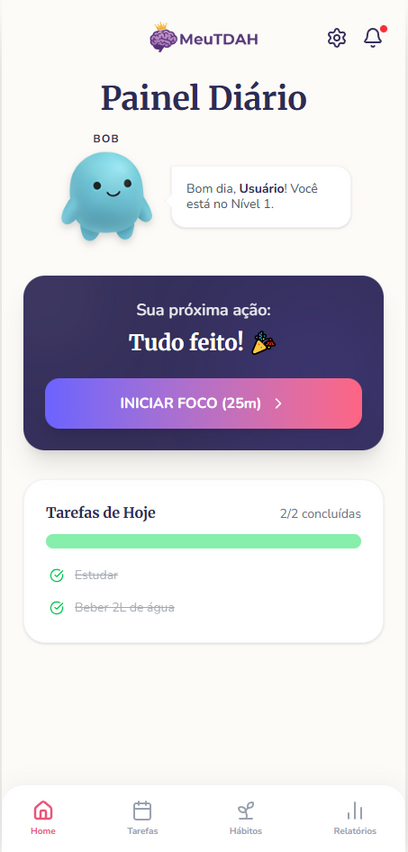 MeuTDAH
Painel Diário
BOB
Bom dia, Usuário! Você
está no Nível 1.
Sua próxima ação:
Tudo feito! 🎉
INICIAR FOCO (25m)
Tarefas de Hoje
2/2 concluídas
Estudar
Beber 2L de água
Home
Tarefas
Hábitos
Relatórios